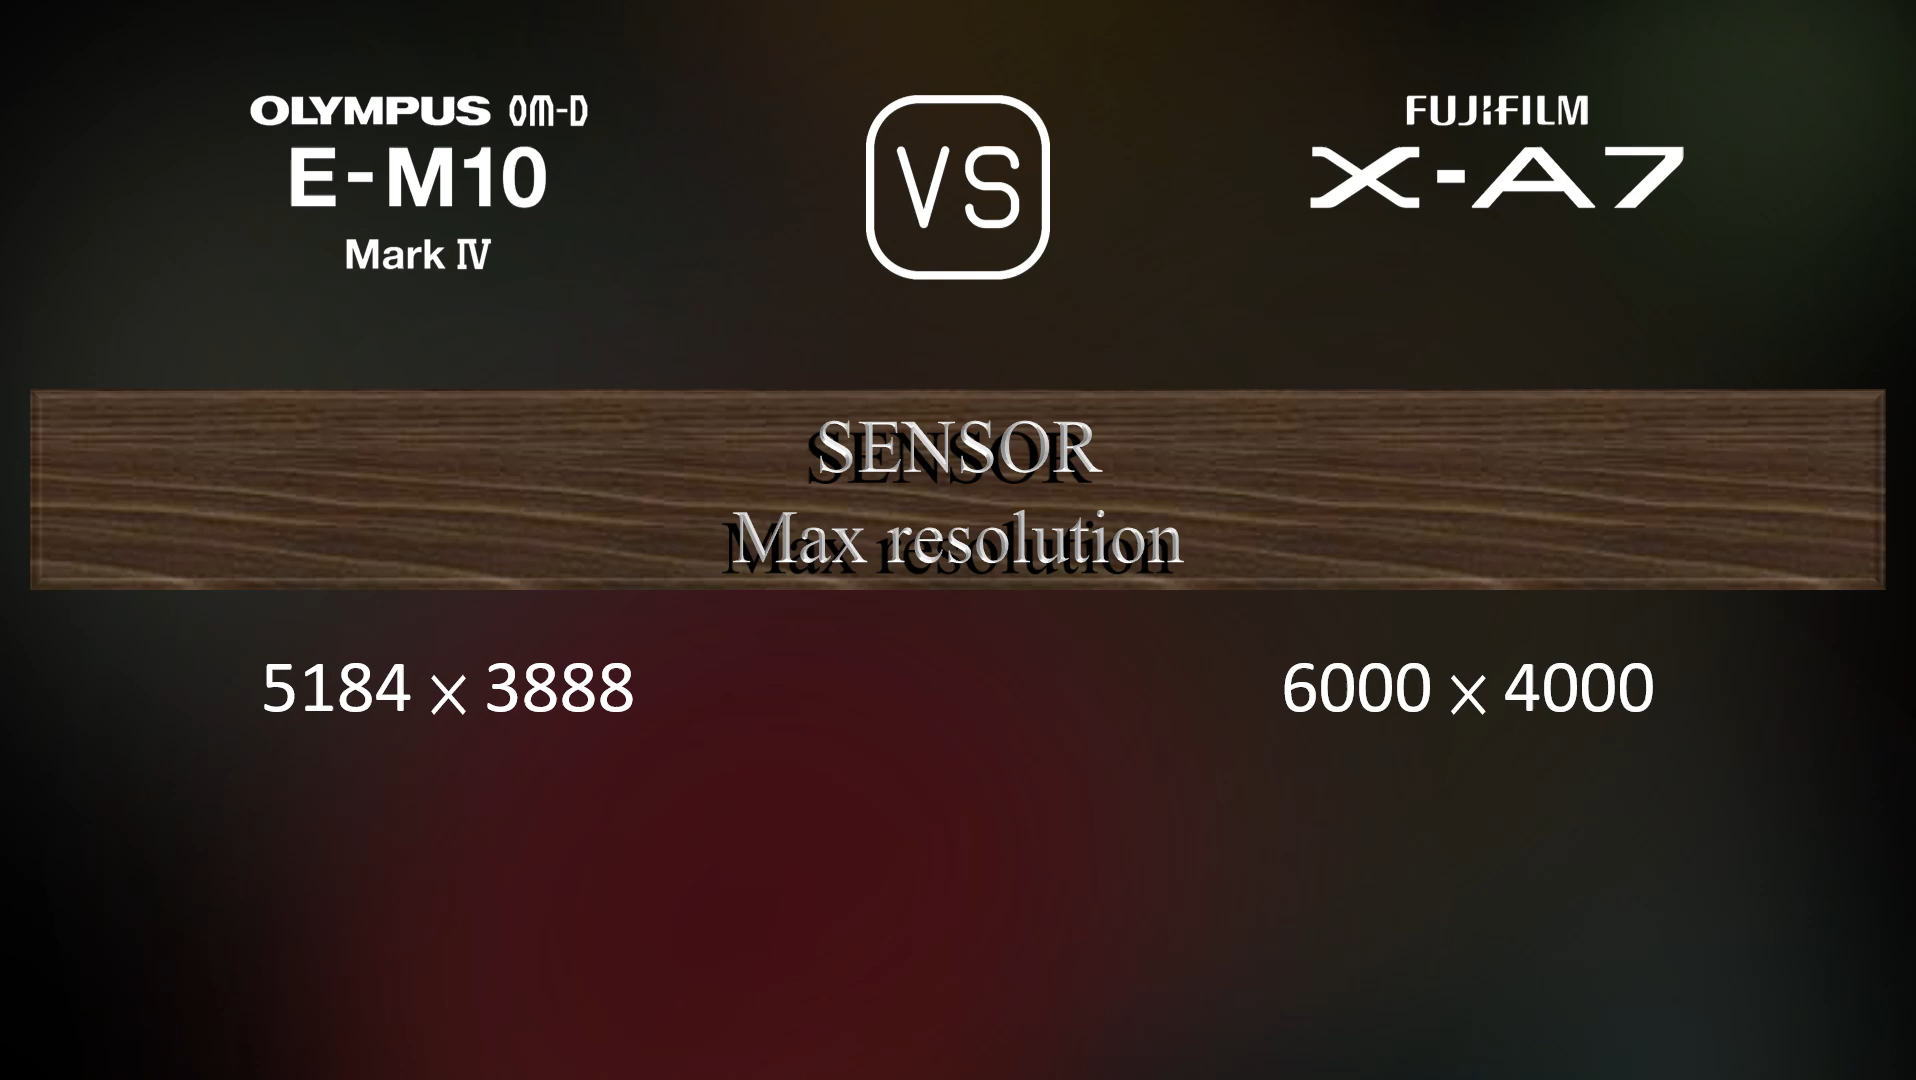 OLYMPUS OM-D
E-M10
Mark IV
VS
FUJIFILM
X-A7
SENSOR
Max resolution
5184 x 3888
6000 x 4000